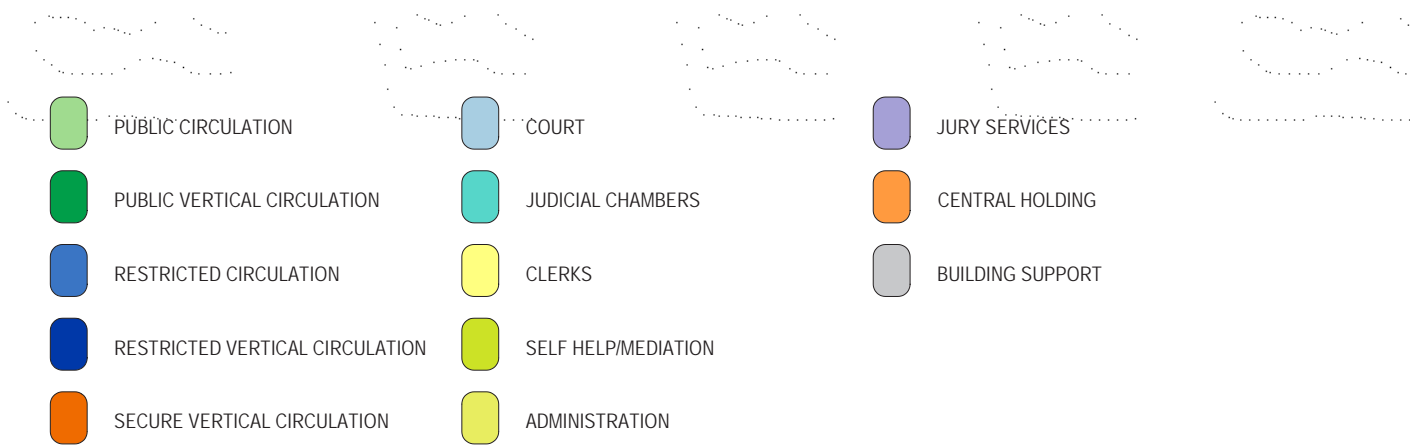 PUBLIC CIRCULATION
PUBLIC VERTICAL CIRCULATION
RESTRICTED CIRCULATION
RESTRICTED VERTICAL CIRCULATION
SECURE VERTICAL CIRCULATION
COURT
JUDICIAL CHAMBERS
CLERKS
SELF HELP/MEDIATION
ADMINISTRATION
JURY SERVICES
CENTRAL HOLDING
BUILDING SUPPORT